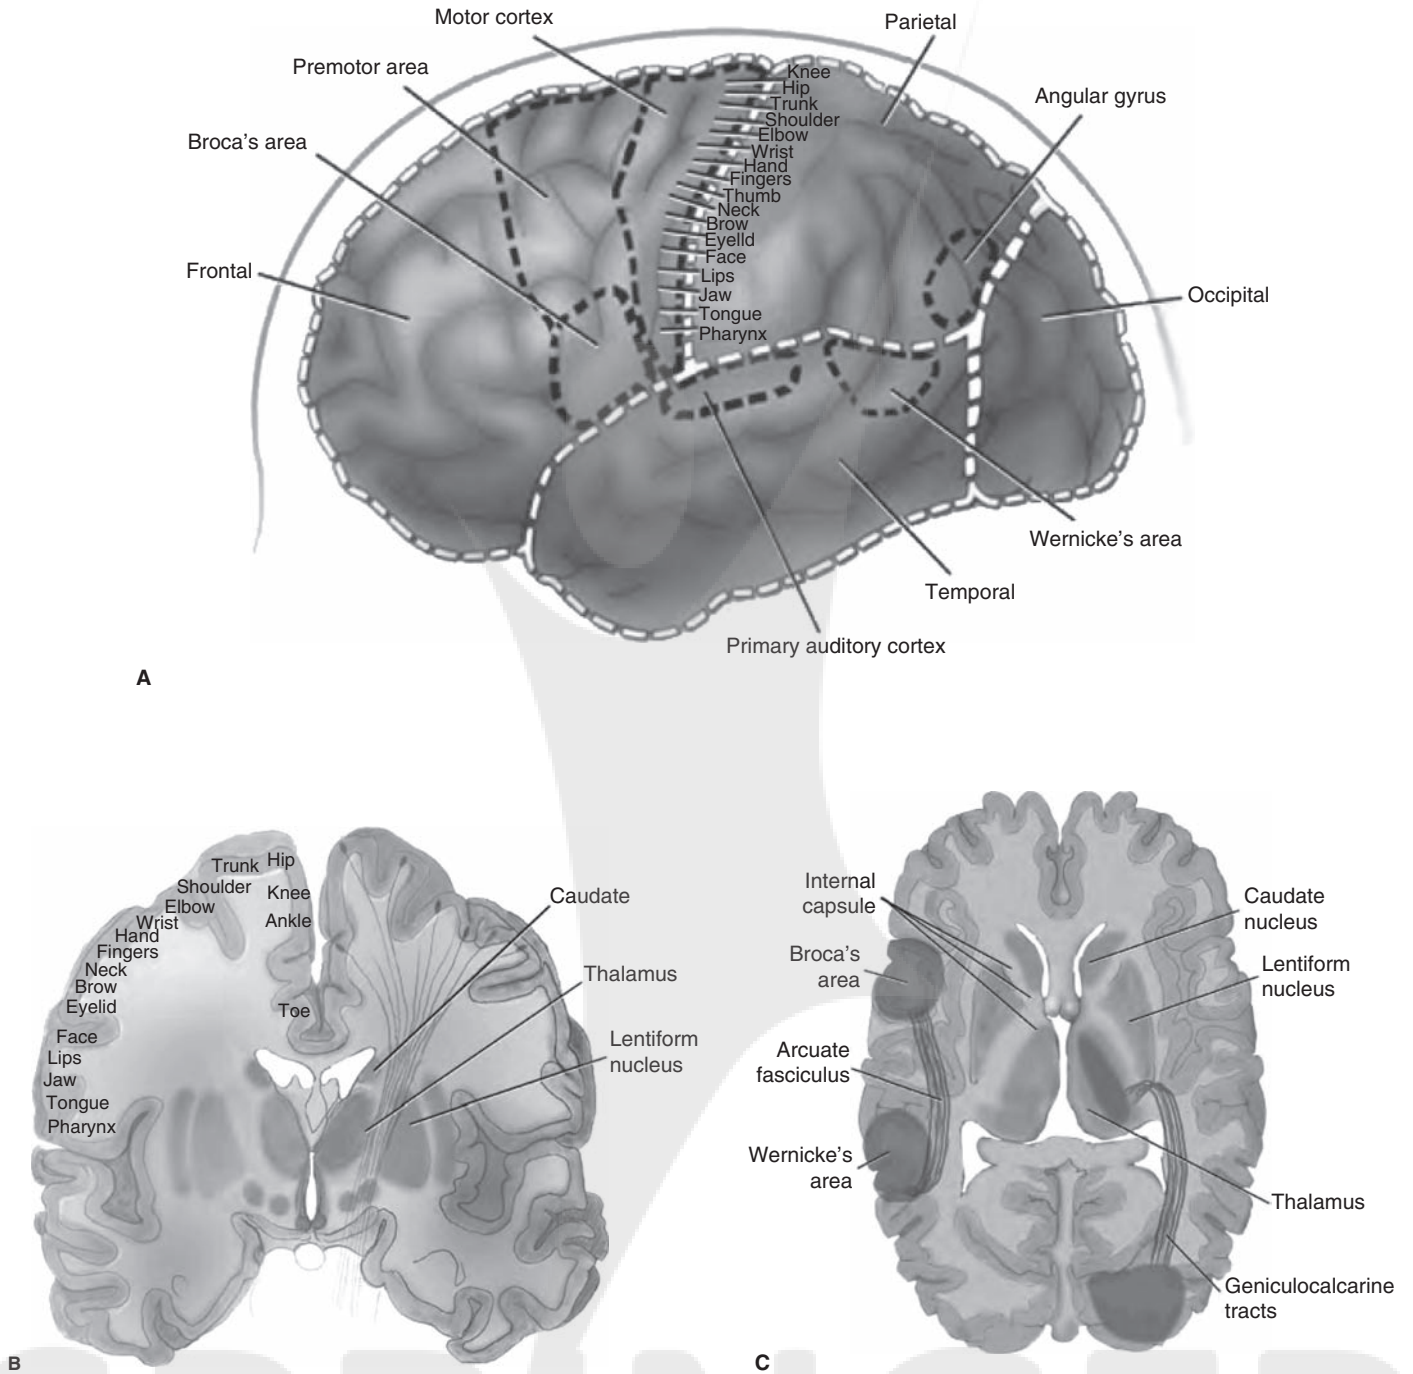 Motor cortex
Parietal
Premotor area
Knee
Hip
Angular gyrus
Trunk
Shoulder
Broca's area
Elbow
Wrist
Hand
Fingers
Thumb
Neck
Brow
Eyelld
Face
Frontal
Lips
Jaw
Occipital
Tongue
Pharynx
Wernicke's area
Temporal
Primary auditory cortex
A
Trunk Hip
Shoulder Knee
Elbow
Wrist Ankle
Hand
Fingers
Neck
Brow
Eyelid
Toe
Face
Lips
Jaw
Tongue
Pharynx
Caudate
Thalamus
Lentiform
nucleus
B
Internal
capsule
Broca's
area
Arcuate
fasciculus
Wernicke's
area
Caudate
nucleus
Lentiform
nucleus
Thalamus
Geniculocalcarine
tracts
C